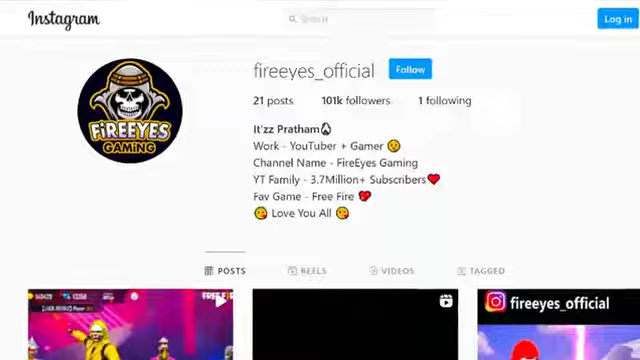 Instagram
Log in
fireeyes_official
Follow
21 posts 101k followers 1 following
It'zz Pratham
Work - YouTuber + Gamer 😗
Channel Name - FireEyes Gaming
YT Family - 3.7Million+ Subscribers❤
Fav Game - Free Fire 💖
😘 Love You All 😘
FIREEYES
GAMING
POSTS REELS VIDEOS TAGGED
fireeyes_official